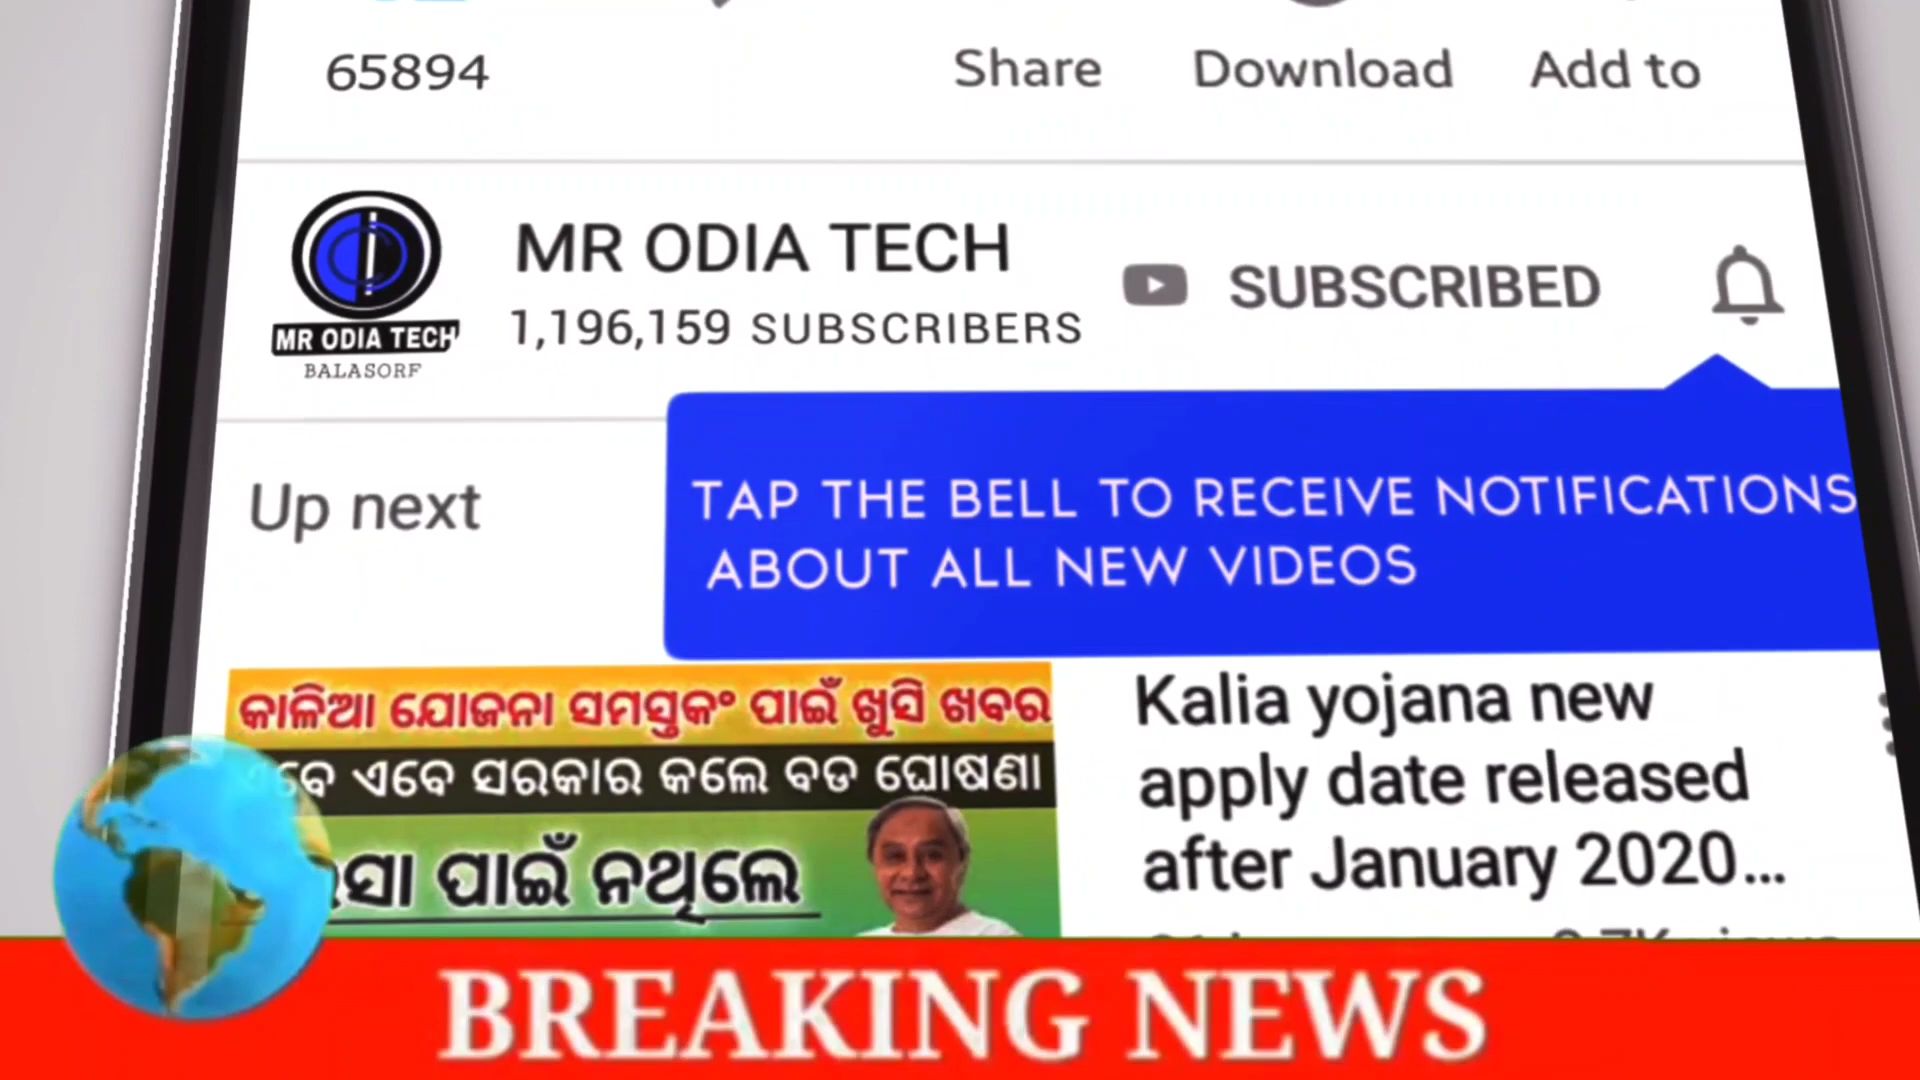 65894
Share
Download
Add to
MR ODIA TECH
BALASORF
MR ODIA TECH
1,196,159 SUBSCRIBERS
SUBSCRIBED
TAP THE BELL TO RECEIVE NOTIFICATIONS
ABOUT ALL NEW VIDEOS
Up next
କାଳିଆ ଯୋଜନା ସମସ୍ତଙ୍କ ପାଇଁ ଖୁସି ଖବର
ଏବେ ଏବେ ସରକାର କଲେ ବଡ ଘୋଷଣା
ପାଇଁ ନଥିଲେ
Kalia yojana new
apply date released
after January 2020...
BREAKING NEWS